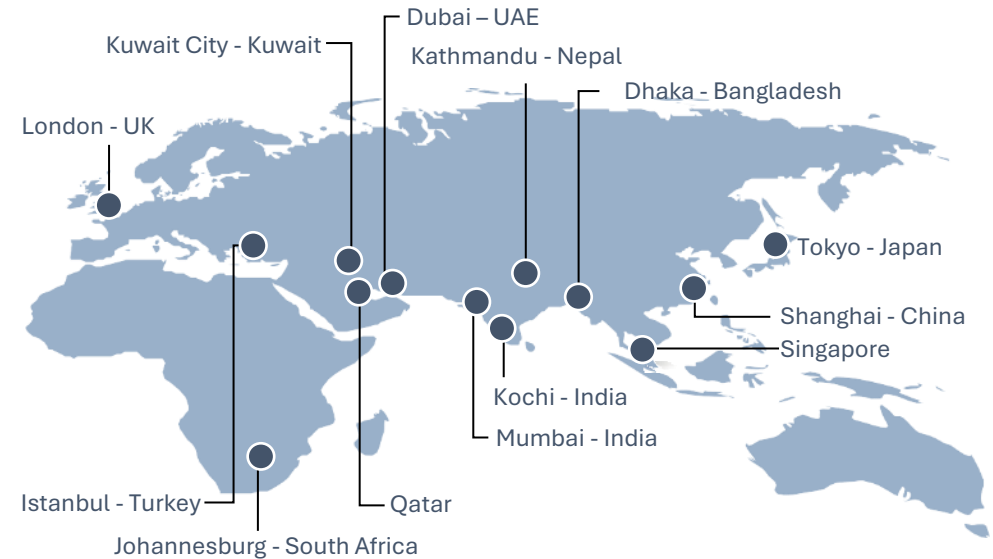 Dubai – UAE
Kuwait City - Kuwait
Kathmandu - Nepal
Dhaka - Bangladesh
London - UK
Tokyo - Japan
Shanghai - China
Singapore
Kochi - India
Mumbai - India
Istanbul - Turkey
Qatar
Johannesburg - South Africa